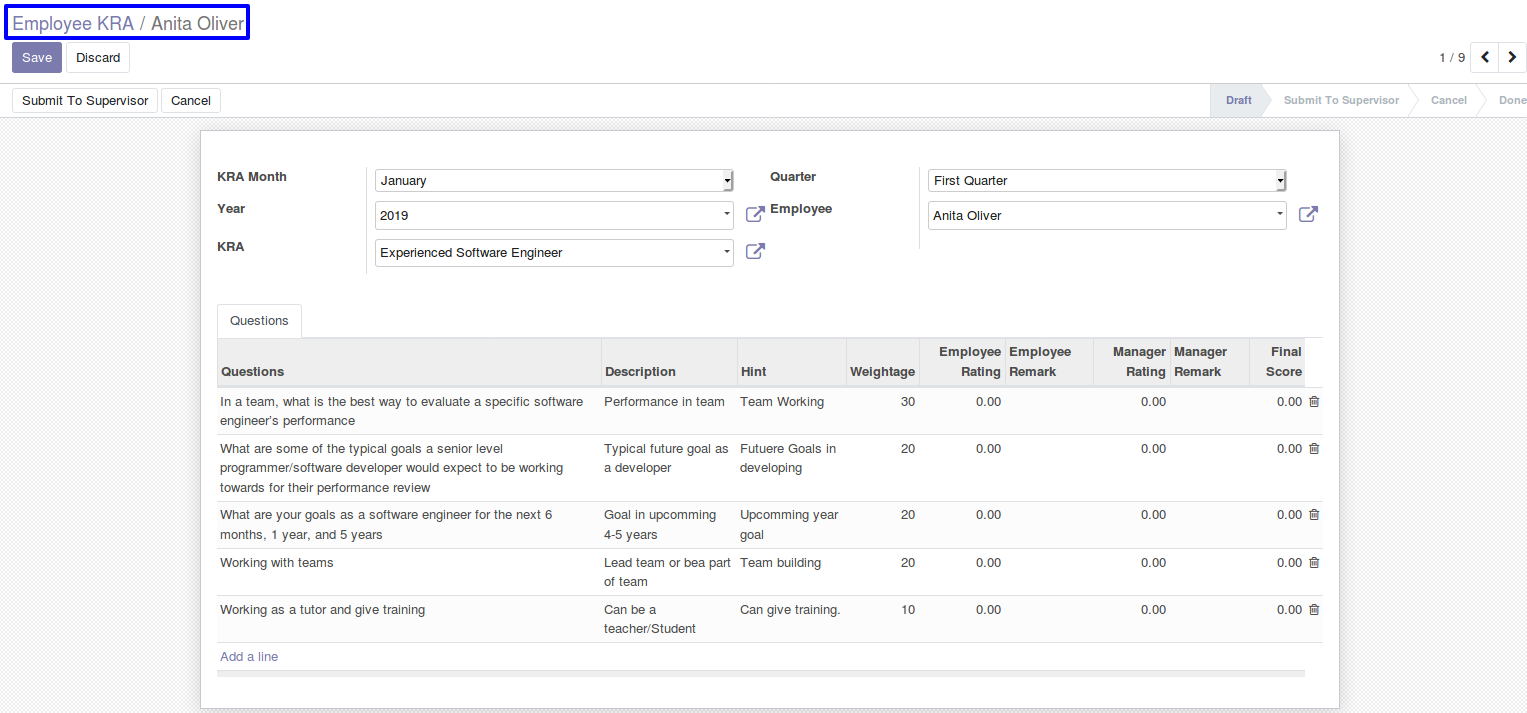 Employee KRA / Anita Oliver
Save Discard 1 / 9
Submit To Supervisor Cancel Draft Submit To Supervisor Cancel Done
KRA Month January Quarter First Quarter
Year 2019 Employee Anita Oliver
KRA Experienced Software Engineer
Questions
Employee Employee Manager Manager Final
Questions Description Hint Weightage Rating Remark Rating Remark Score
In a team, what is the best way to evaluate a specific software Performance in team Team Working 30 0.00 0.00 0.00
engineer's performance
What are some of the typical goals a senior level Typical future goal as Futuere Goals in 20 0.00 0.00 0.00
programmer/software developer would expect to be working a developer developing
towards for their performance review
What are your goals as a software engineer for the next 6 Goal in upcomming Upcomming year 20 0.00 0.00 0.00
months, 1 year, and 5 years 4-5 years goal
Working with teams Lead team or bea part Team building 20 0.00 0.00 0.00
of team
Working as a tutor and give training Can be a Can give training. 10 0.00 0.00 0.00
teacher/Student
Add a line